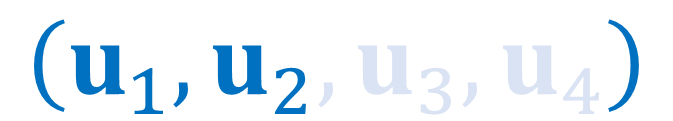 (𝐮₁, 𝐮₂, 𝐮₃, 𝐮₄)